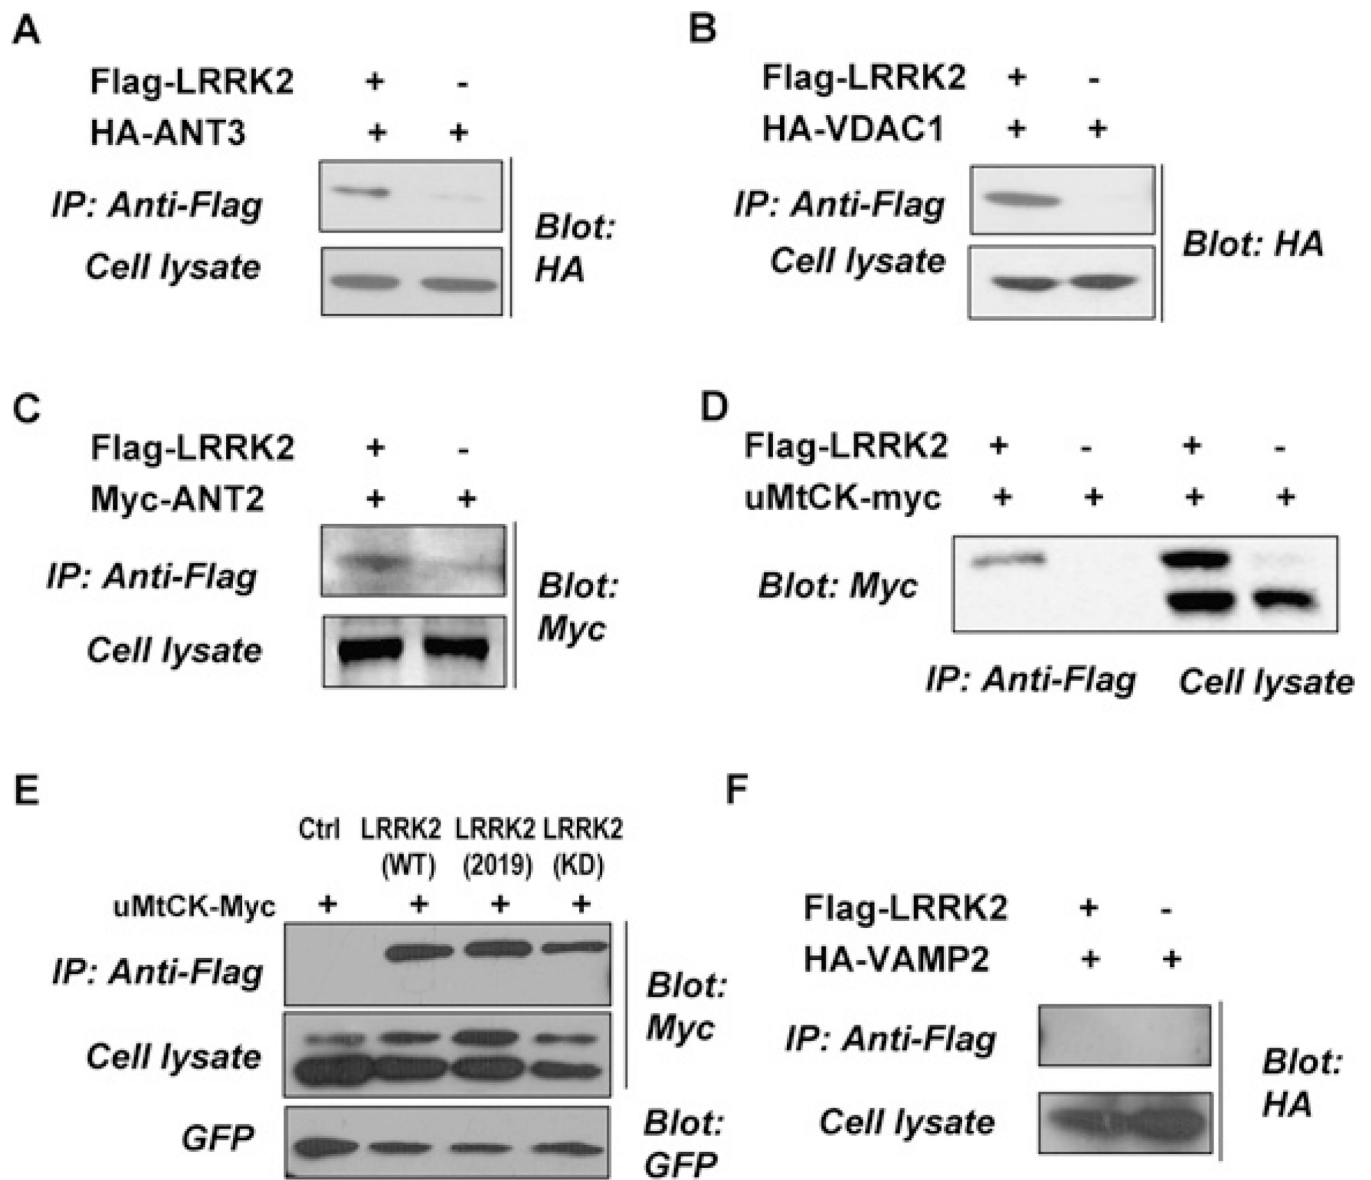 A
Flag-LRRK2 + -
HA-ANT3 + +
IP: Anti-Flag
Cell lysate
Blot:
HA
B
Flag-LRRK2 + -
HA-VDAC1 + +
IP: Anti-Flag
Cell lysate
Blot: HA
C
Flag-LRRK2 + -
Myc-ANT2 + +
IP: Anti-Flag
Cell lysate
Blot:
Myc
D
Flag-LRRK2 + - + -
uMtCK-myc + + + +
Blot: Myc
IP: Anti-Flag Cell lysate
E
Ctrl LRRK2 LRRK2 LRRK2
(WT) (2019) (KD)
uMtCK-Myc + + + +
IP: Anti-Flag
Cell lysate
Blot:
Myc
GFP
Blot:
GFP
F
Flag-LRRK2 + -
HA-VAMP2 + +
IP: Anti-Flag
Cell lysate
Blot:
HA